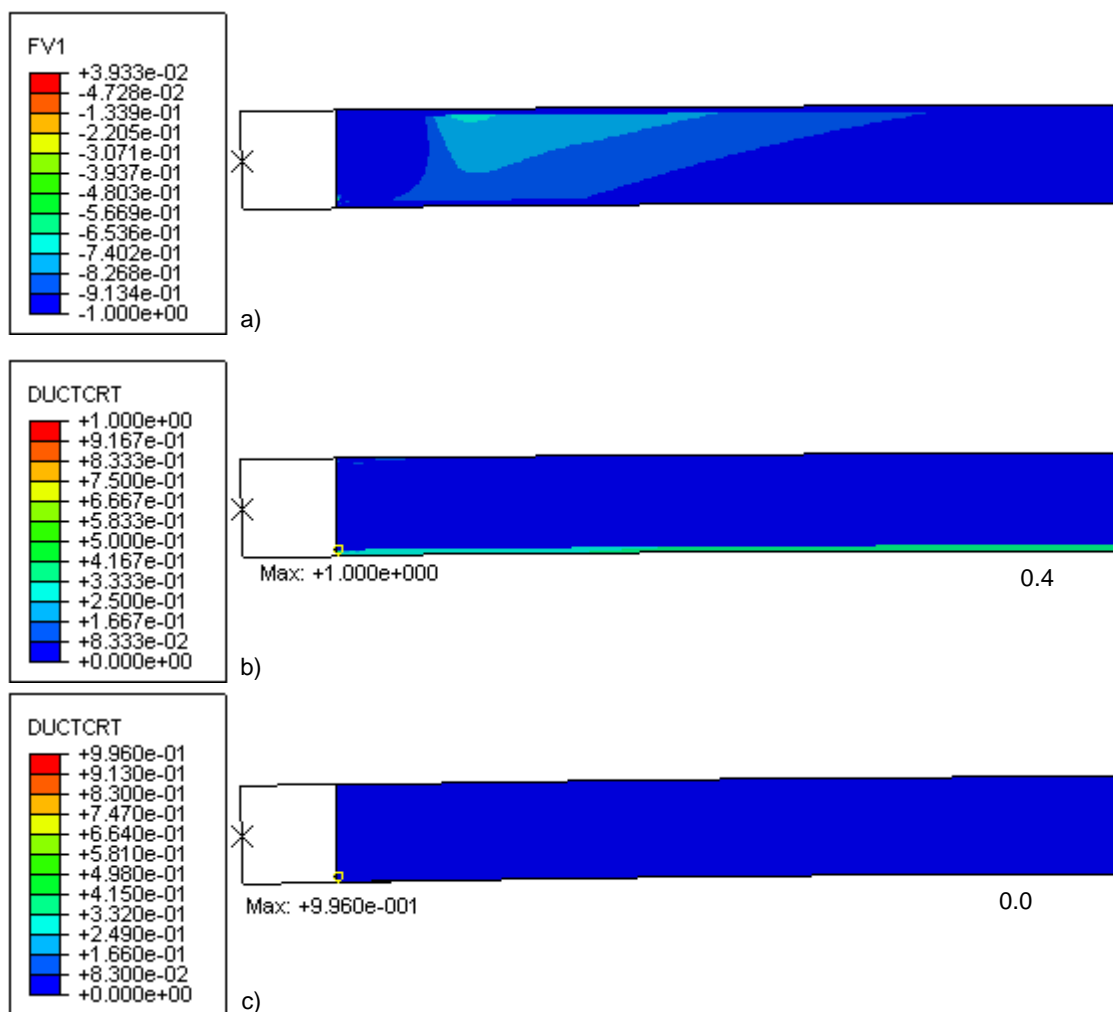 FV1
+3.933e-02
-4.728e-02
-1.339e-01
-2.205e-01
-3.071e-01
-3.937e-01
-4.803e-01
-5.669e-01
-6.536e-01
-7.402e-01
-8.268e-01
-9.134e-01
-1.000e+00
a)
DUCTCRT
+1.000e+00
+9.167e-01
+8.333e-01
+7.500e-01
+6.667e-01
+5.833e-01
+5.000e-01
+4.167e-01
+3.333e-01
+2.500e-01
+1.667e-01
+8.333e-02
+0.000e+00
Max: +1.000e+000
0.4
b)
DUCTCRT
+9.960e-01
+9.130e-01
+8.300e-01
+7.470e-01
+6.640e-01
+5.810e-01
+4.980e-01
+4.150e-01
+3.320e-01
+2.490e-01
+1.660e-01
+8.300e-02
+0.000e+00
Max: +9.960e-001
0.0
c)